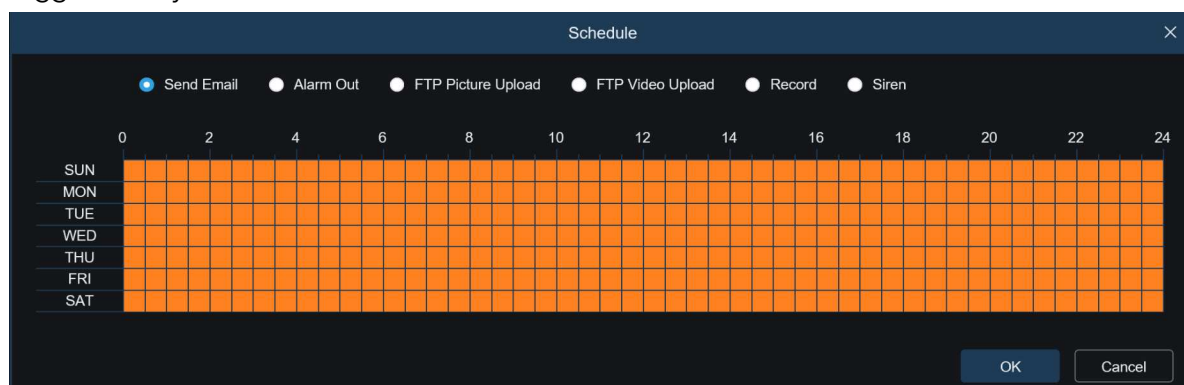 Schedule
Send Email Alarm Out FTP Picture Upload FTP Video Upload Record Siren
0 2 4 6 8 10 12 14 16 18 20 22 24
SUN
MON
TUE
WED
THU
FRI
SAT
OK Cancel